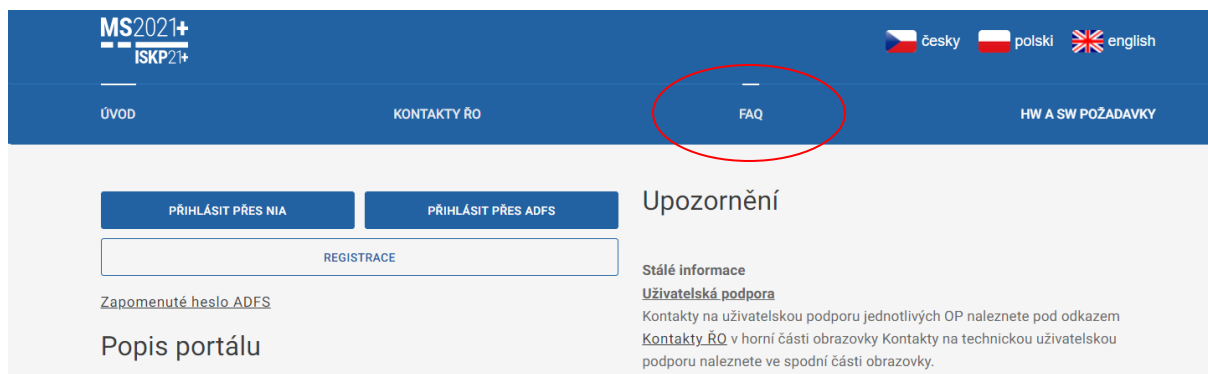 MS2021+
ISKP21+
česky polski english
ÚVOD KONTAKTY ŘO FAQ HW A SW POŽADAVKY
PŘIHLÁSIT PŘES NIA PŘIHLÁSIT PŘES ADFS
REGISTRACE
Zapomenuté heslo ADFS
Popis portálu
Upozornění
Stálé informace
Uživatelská podpora
Kontakty na uživatelskou podporu jednotlivých OP naleznete pod odkazem
Kontakty ŘO v horní části obrazovky Kontakty na technickou uživatelskou
podporu naleznete ve spodní části obrazovky.